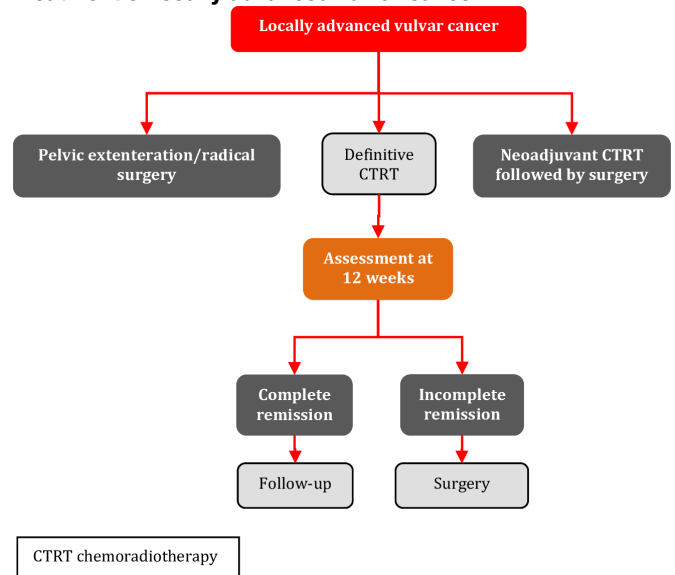 Locally advanced vulvar cancer
Pelvic extenteration/radical
surgery
Definitive
CTRT
Neoadjuvant CTRT
followed by surgery
Assessment at
12 weeks
Complete
remission
Incomplete
remission
Follow-up
Surgery
CTRT chemoradiotherapy